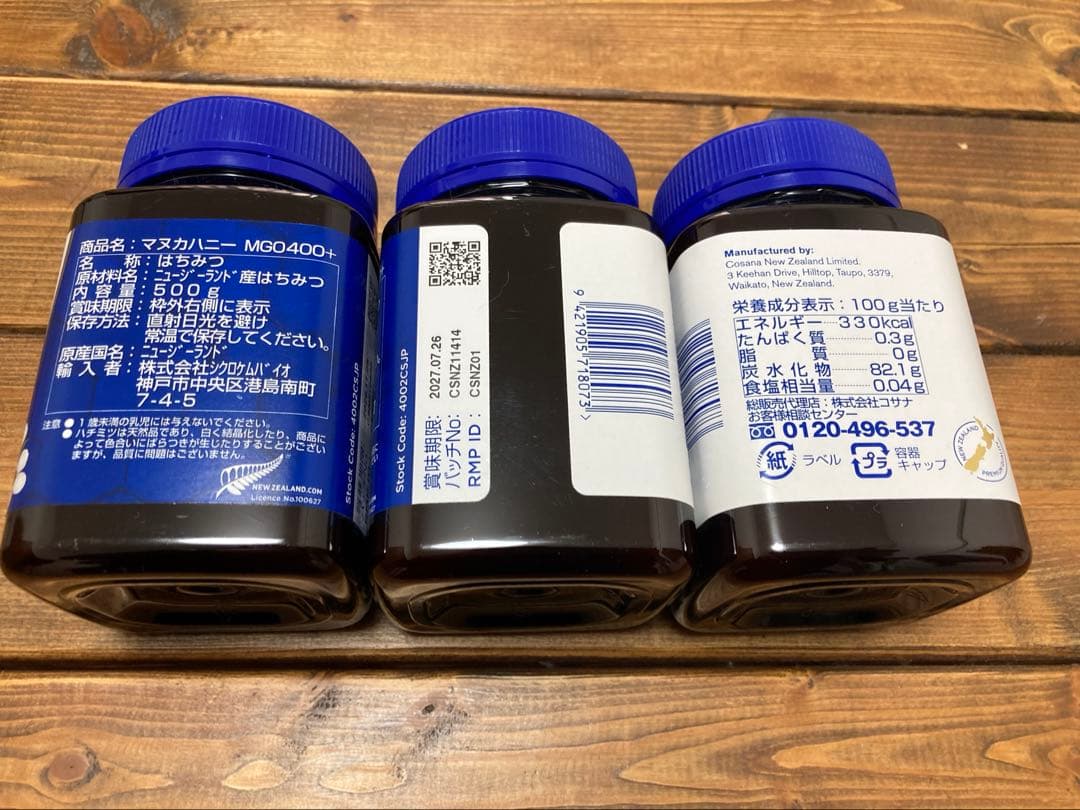 商品名：マヌカハニー MGO400+
名　　称：はちみつ
原材料名：ニュージーランド産はちみつ
内 容 量：500g
賞味期限：枠外右側に表示
保存方法：直射日光を避け
常温で保存してください。
原産国名：ニュージーランド
輸 入 者：株式会社シクロケムバイオ
神戸市中央区港島南町
7-4-5
注意 ●1歳未満の乳児には与えないでください。
●ハチミツは天然品であり、白く結晶化したり、商品に
よって色合いにばらつきが生じたりすることがござい
ますが、品質に問題はございません。
NEWZEALAND.COM
Licence No.100627
Stock Code: 4002CSJP
Stock Code: 4002CSJP
賞味期限： 2027.07.26
バッチNo: CSNZ11414
RMP ID： CSNZ01
9 421905 718073 >
Manufactured by:
Cosana New Zealand Limited.
3 Keehan Drive, Hilltop, Taupo, 3379,
Waikato, New Zealand.
栄養成分表示：100g当たり
エネルギー……330kcal
たんぱく質………0.3g
脂　　　質…………0g
炭 水 化 物………82.1g
食塩相当量………0.04g
総販売代理店：株式会社コサナ
お客様相談センター
0120-496-537
紙 ラベル プラ 容器
キャップ
NEW ZEALAND
PREMIUM